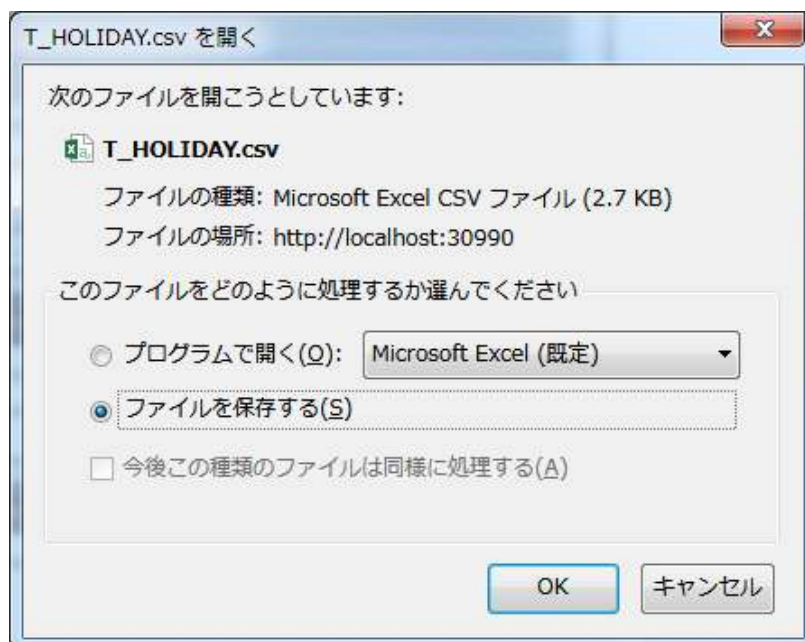 T_HOLIDAY.csv を開く
次のファイルを開こうとしています:
T_HOLIDAY.csv
ファイルの種類: Microsoft Excel CSV ファイル (2.7 KB)
ファイルの場所: http://localhost:30990
このファイルをどのように処理するか選んでください
プログラムで開く(O): Microsoft Excel (既定)
ファイルを保存する(S)
今後この種類のファイルは同様に処理する(A)
OK キャンセル